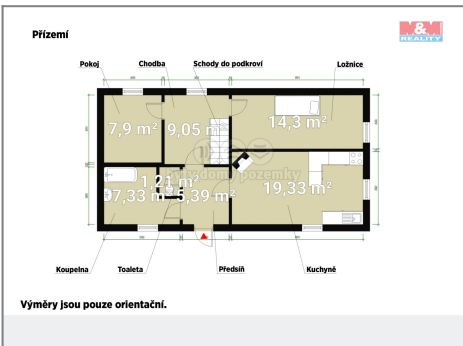 Přízemí
M&M
REALITY
Pokoj
Chodba
Schody do podkroví
Ložnice
7,9 m²
9,05 m²
14,3 m²
1,21 m²
7,33 m²
5,39 m²
19,33 m²
Koupelna
Toaleta
Předsíň
Kuchyně
Výměry jsou pouze orientační.